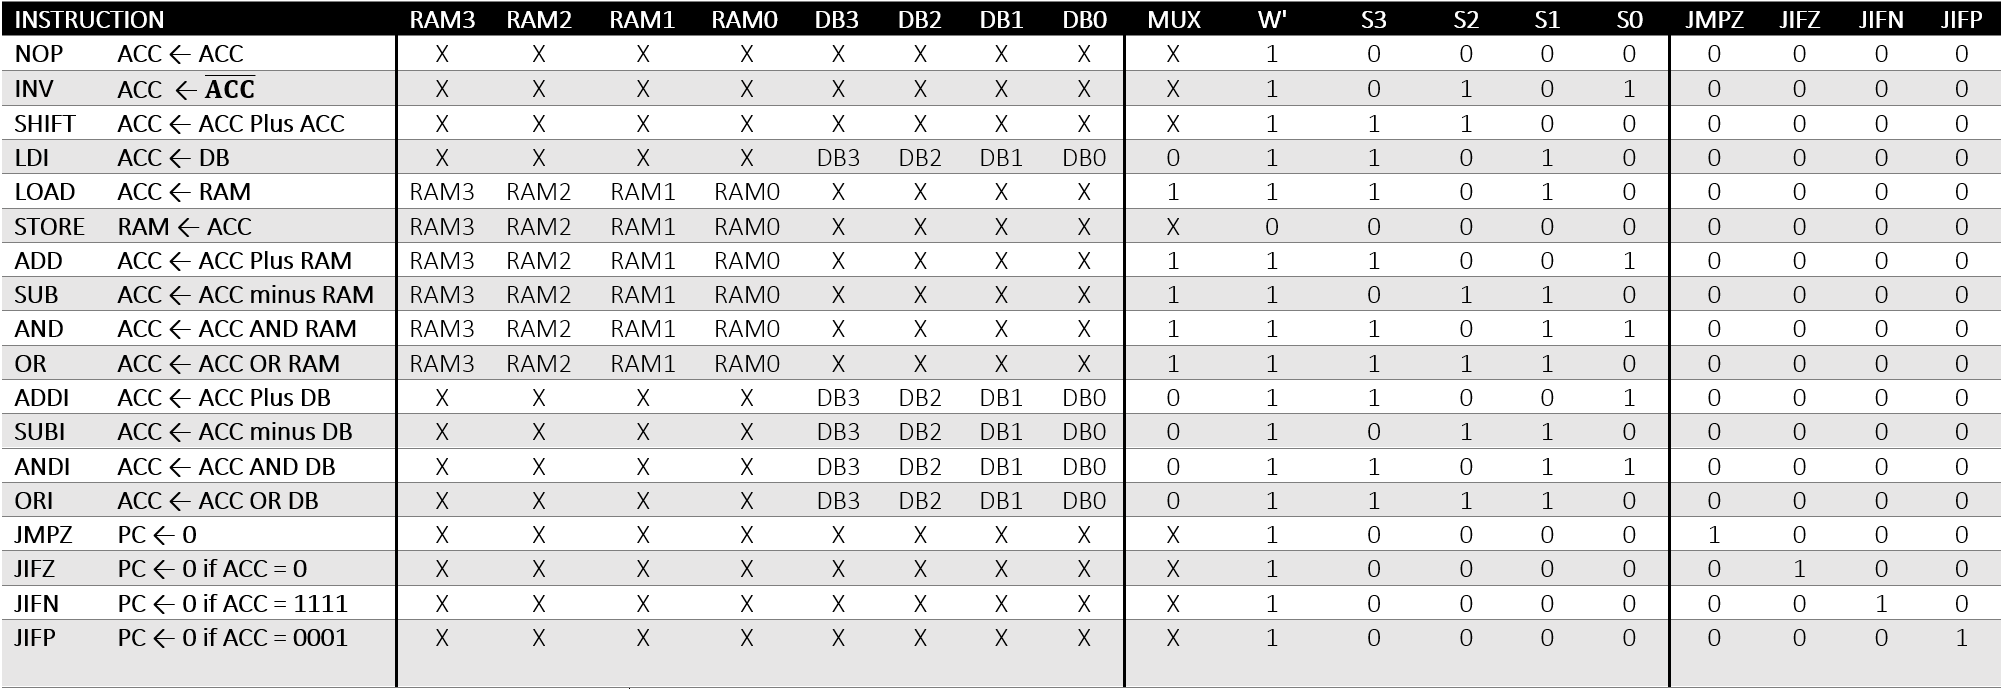 INSTRUCTION RAM3 RAM2 RAM1 RAM0 DB3 DB2 DB1 DB0 MUX W' S3 S2 S1 S0 JMPZ JIFZ JIFN JIFP
NOP ACC ← ACC X X X X X X X X X 1 0 0 0 0 0 0 0 0
INV ACC ← A̅C̅C̅ X X X X X X X X X 1 0 1 0 1 0 0 0 0
SHIFT ACC ← ACC Plus ACC X X X X X X X X X 1 1 1 0 0 0 0 0 0
LDI ACC ← DB X X X X DB3 DB2 DB1 DB0 0 1 1 0 1 0 0 0 0 0
LOAD ACC ← RAM RAM3 RAM2 RAM1 RAM0 X X X X 1 1 1 0 1 0 0 0 0 0
STORE RAM ← ACC RAM3 RAM2 RAM1 RAM0 X X X X X 0 0 0 0 0 0 0 0 0
ADD ACC ← ACC Plus RAM RAM3 RAM2 RAM1 RAM0 X X X X 1 1 1 0 0 1 0 0 0 0
SUB ACC ← ACC minus RAM RAM3 RAM2 RAM1 RAM0 X X X X 1 1 0 1 1 0 0 0 0 0
AND ACC ← ACC AND RAM RAM3 RAM2 RAM1 RAM0 X X X X 1 1 1 0 1 1 0 0 0 0
OR ACC ← ACC OR RAM RAM3 RAM2 RAM1 RAM0 X X X X 1 1 1 1 1 0 0 0 0 0
ADDI ACC ← ACC Plus DB X X X X DB3 DB2 DB1 DB0 0 1 1 0 0 1 0 0 0 0
SUBI ACC ← ACC minus DB X X X X DB3 DB2 DB1 DB0 0 1 0 1 1 0 0 0 0 0
ANDI ACC ← ACC AND DB X X X X DB3 DB2 DB1 DB0 0 1 1 0 1 1 0 0 0 0
ORI ACC ← ACC OR DB X X X X DB3 DB2 DB1 DB0 0 1 1 1 1 0 0 0 0 0
JMPZ PC ← 0 X X X X X X X X X 1 0 0 0 0 1 0 0 0
JIFZ PC ← 0 if ACC = 0 X X X X X X X X X 1 0 0 0 0 0 1 0 0
JIFN PC ← 0 if ACC = 1111 X X X X X X X X X 1 0 0 0 0 0 0 1 0
JIFP PC ← 0 if ACC = 0001 X X X X X X X X X 1 0 0 0 0 0 0 0 1